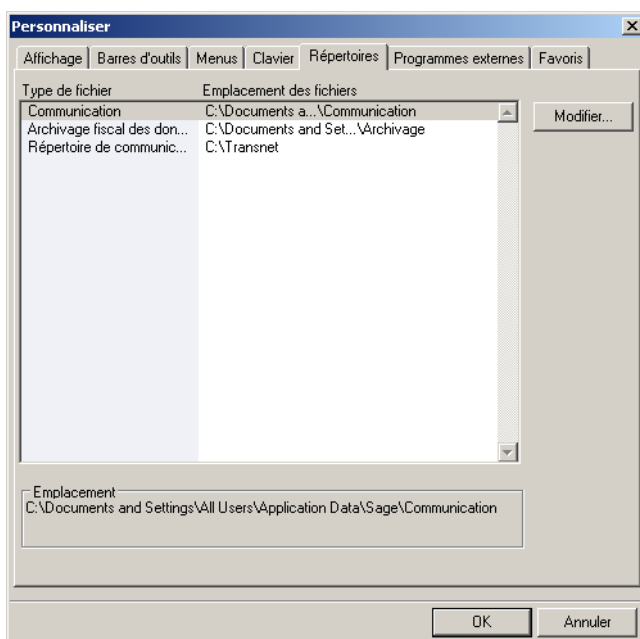 Personnaliser
Affichage Barres d'outils Menus Clavier Répertoires Programmes externes Favoris
Type de fichier Emplacement des fichiers
Communication C:\Documents a...\Communication
Modifier...
Archivage fiscal des don... C:\Documents and Set...\Archivage
Répertoire de communic... C:\Transnet
Emplacement
C:\Documents and Settings\All Users\Application Data\Sage\Communication
OK Annuler